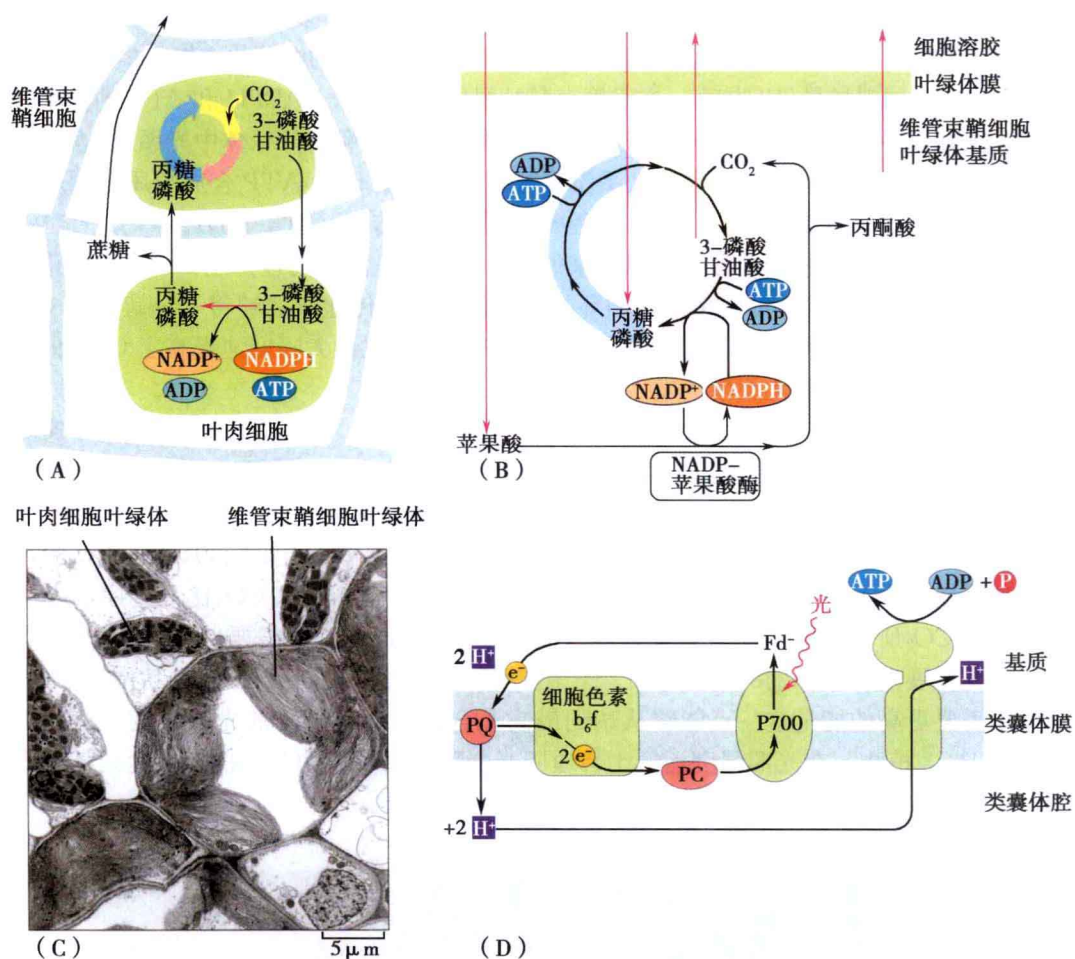 维管束
鞘细胞
CO₂
3-磷酸
甘油酸
丙糖
磷酸
蔗糖
丙糖
磷酸
3-磷酸
甘油酸
NADP⁺
NADPH
ADP
ATP
叶肉细胞
(A)
细胞溶胶
叶绿体膜
维管束鞘细胞
叶绿体基质
ADP
ATP
CO₂
丙酮酸
3-磷酸
甘油酸
ATP
ADP
丙糖
磷酸
NADP⁺
NADPH
苹果酸
NADP-
苹果酸酶
(B)
叶肉细胞叶绿体
维管束鞘细胞叶绿体
(C)
5μm
ATP
ADP + P
光
Fd⁻
2 H⁺
e⁻
H⁺
基质
细胞色素
b₆f
PQ
P700
类囊体膜
2 e⁻
PC
类囊体腔
+2 H⁺
(D)